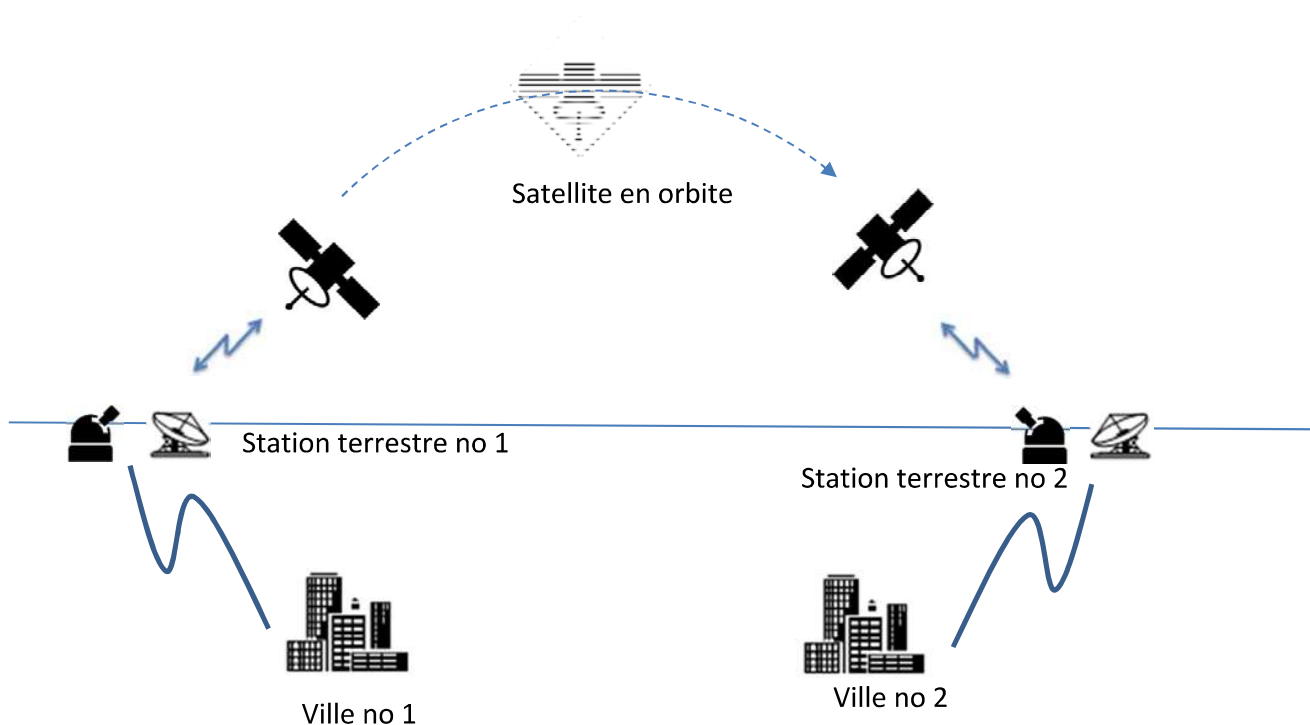 Satellite en orbite
Station terrestre no 1
Station terrestre no 2
Ville no 1
Ville no 2